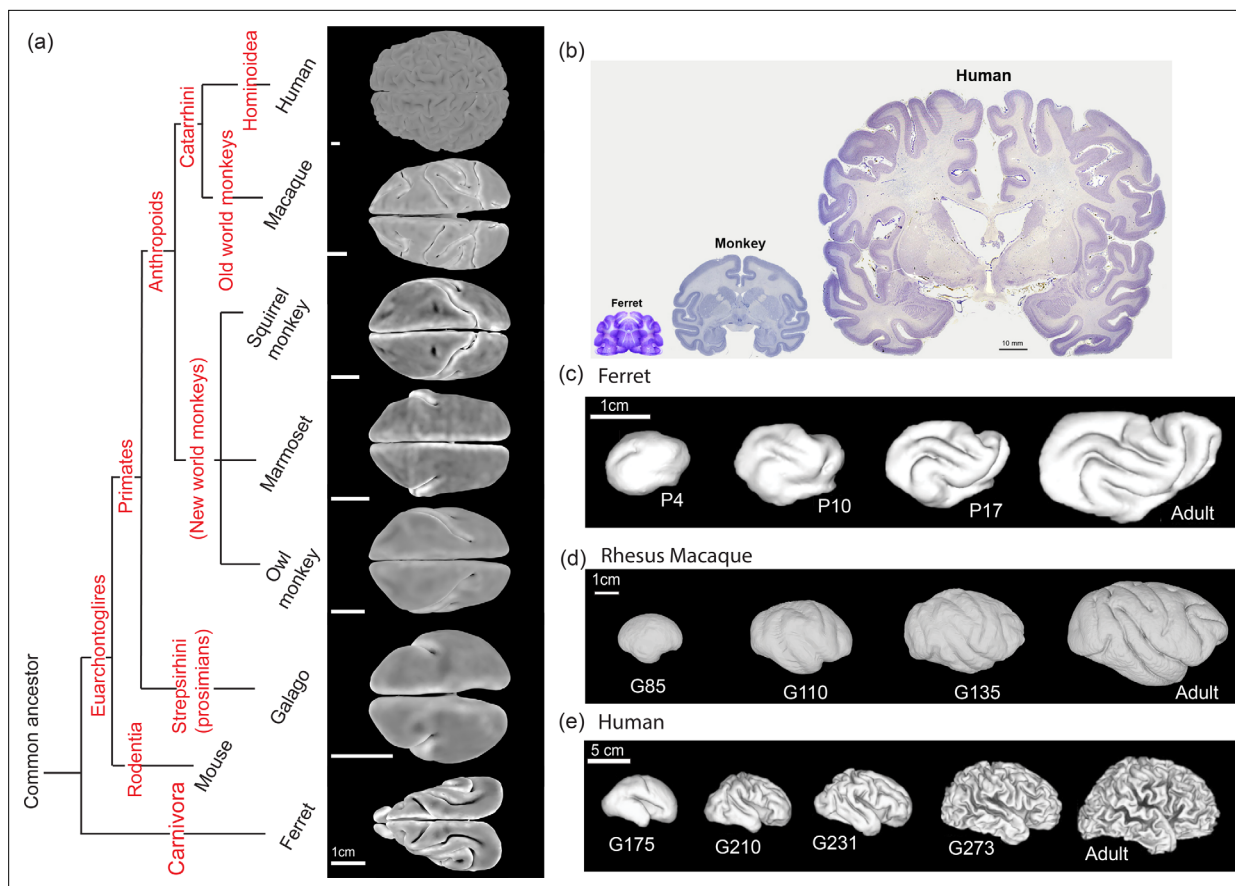 (a)
Common ancestor
Euarchontoglires
Carnivora
Primates
Rodentia
Anthropoids
Strepsirhini
(prosimians)
Catarrhini
(New world monkeys)
Hominoidea
Old world monkeys
Human
Macaque
Squirrel
monkey
Marmoset
Owl
monkey
Galago
Mouse
Ferret
1cm
(b)
Human
Monkey
Ferret
10 mm
(c) Ferret
1cm
P4
P10
P17
Adult
(d) Rhesus Macaque
1cm
G85
G110
G135
Adult
(e) Human
5 cm
G175
G210
G231
G273
Adult